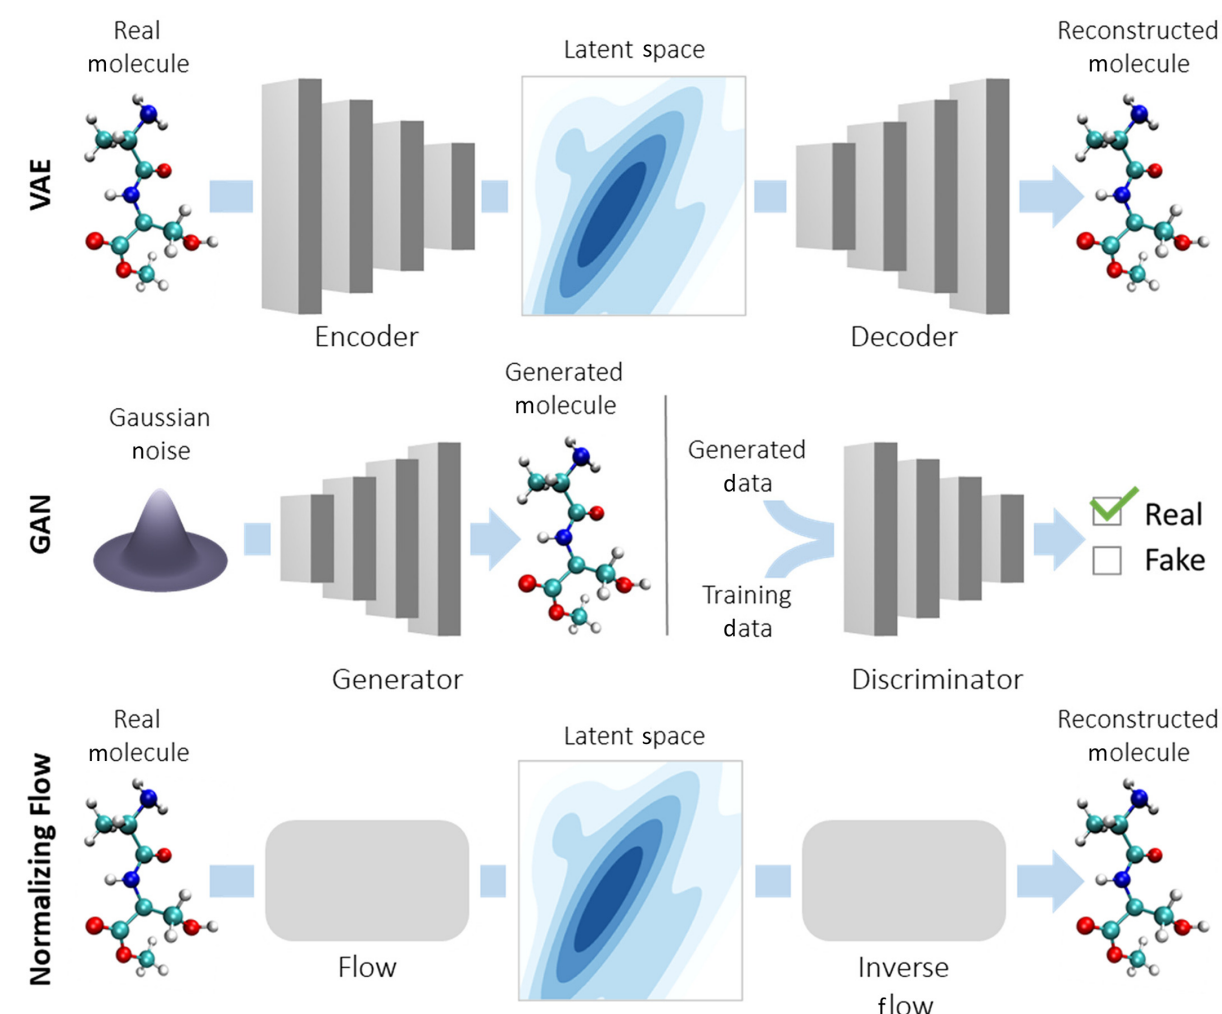 Real
molecule
Latent space
Reconstructed
molecule
VAE
Encoder
Decoder
Gaussian
noise
Generated
molecule
Generated
data
Training
data
GAN
Real
Fake
Generator
Discriminator
Real
molecule
Latent space
Reconstructed
molecule
Normalizing Flow
Flow
Inverse
flow